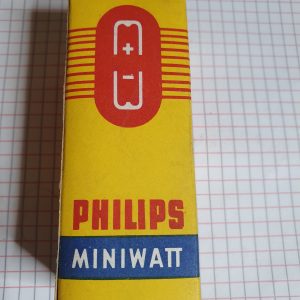 +
-
PHILIPS
MINIWATT